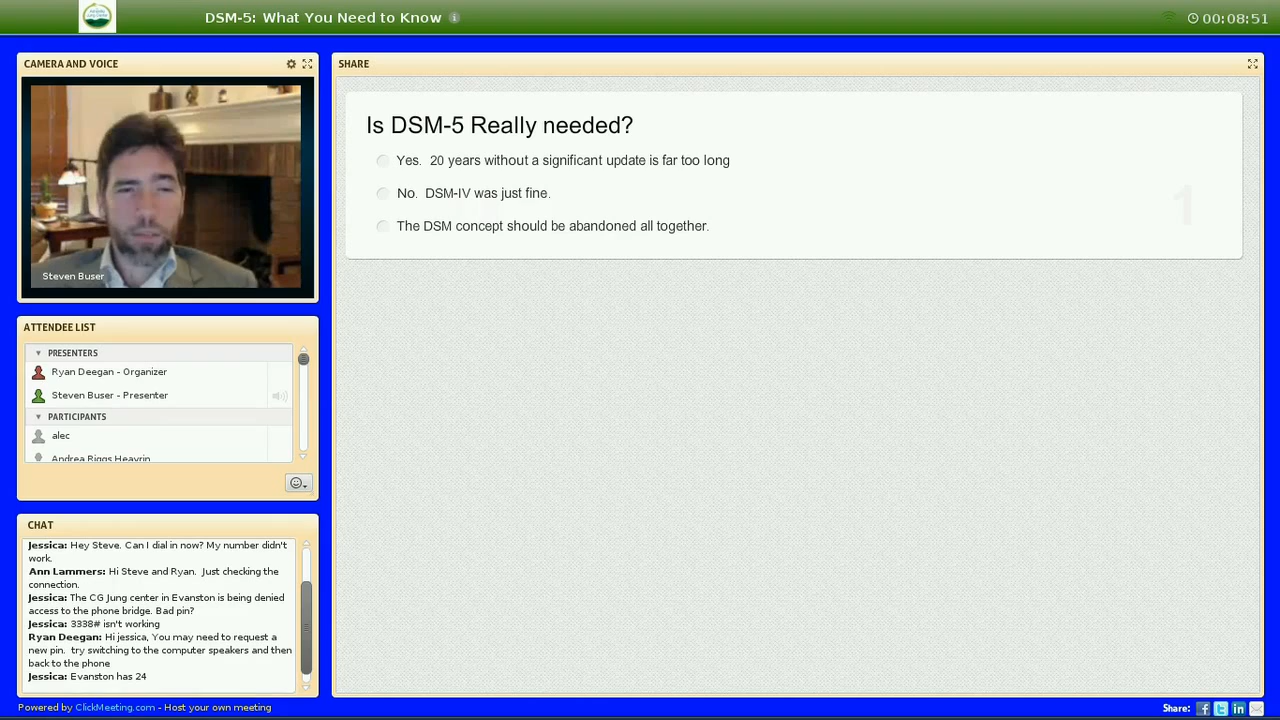 DSM-5: What You Need to Know
00:08:51
CAMERA AND VOICE
Steven Buser
ATTENDEE LIST
PRESENTERS
Ryan Deegan - Organizer
Steven Buser - Presenter
PARTICIPANTS
alec
Andrea Riggs Heavrin
CHAT
Jessica: Hey Steve. Can I dial in now? My number didn't
work.
Ann Lammers: Hi Steve and Ryan. Just checking the
connection.
Jessica: The CG Jung center in Evanston is being denied
access to the phone bridge. Bad pin?
Jessica: 3338# isn't working
Ryan Deegan: Hi jessica, You may need to request a
new pin. try switching to the computer speakers and then
back to the phone
Jessica: Evanston has 24
SHARE
Is DSM-5 Really needed?
Yes. 20 years without a significant update is far too long
No. DSM-IV was just fine.
The DSM concept should be abandoned all together.
1
Powered by ClickMeeting.com - Host your own meeting
Share: